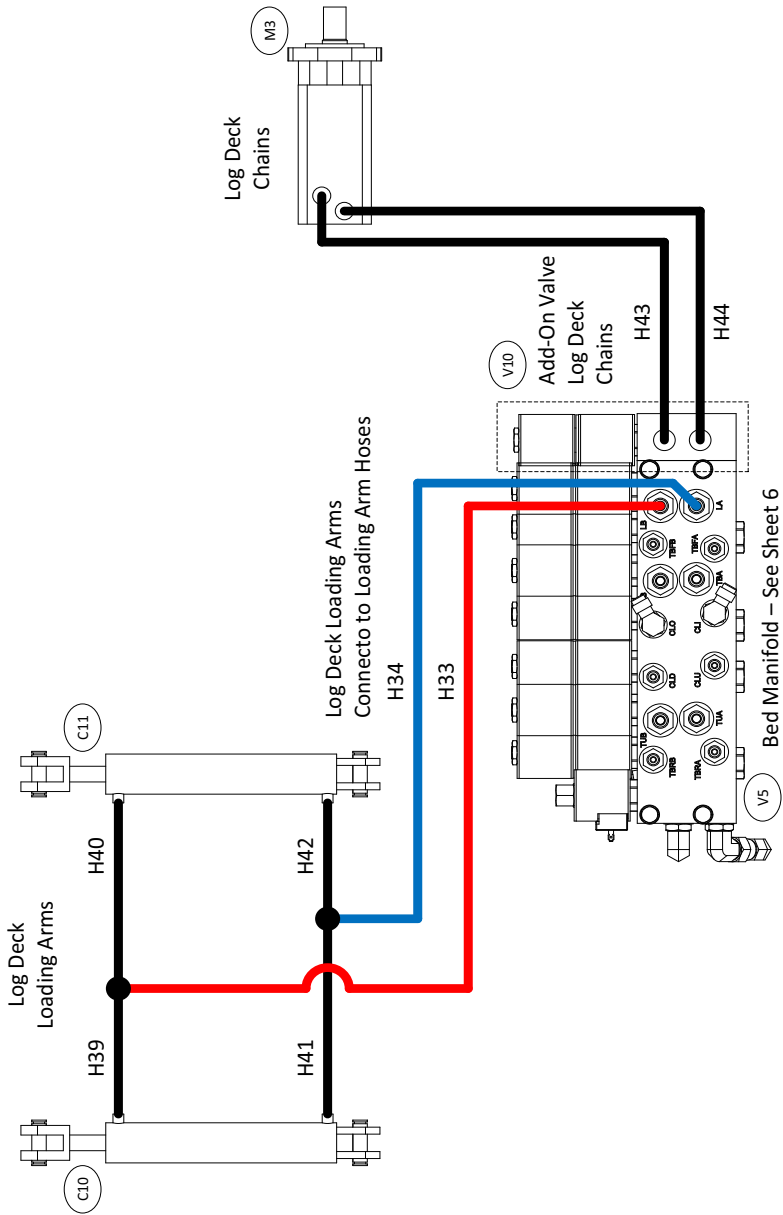 Log Deck
Loading Arms
C10
C11
H39
H40
H41
H42
Log Deck Loading Arms
Connecto to Loading Arm Hoses
H34
H33
Log Deck
Chains
M3
V10
Add-On Valve
Log Deck
Chains
H43
H44
TBRB
TUB
CLD
CLO
TBFB
LB
TBRA
TUA
CLU
CLI
TBA
TBFA
LA
V5
Bed Manifold – See Sheet 6